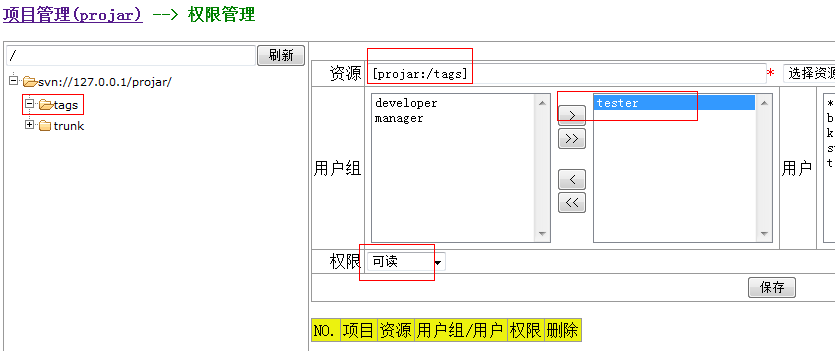 项目管理(projar) --> 权限管理
/ 刷新
svn://127.0.0.1/projar/
tags
trunk
资源 [projar:/tags] * 选择资源
用户组
developer
manager
>
>>
<
<<
tester
用户
*
b
k
s
t
权限 可读
保存
NO. 项目 资源 用户组/用户 权限 删除